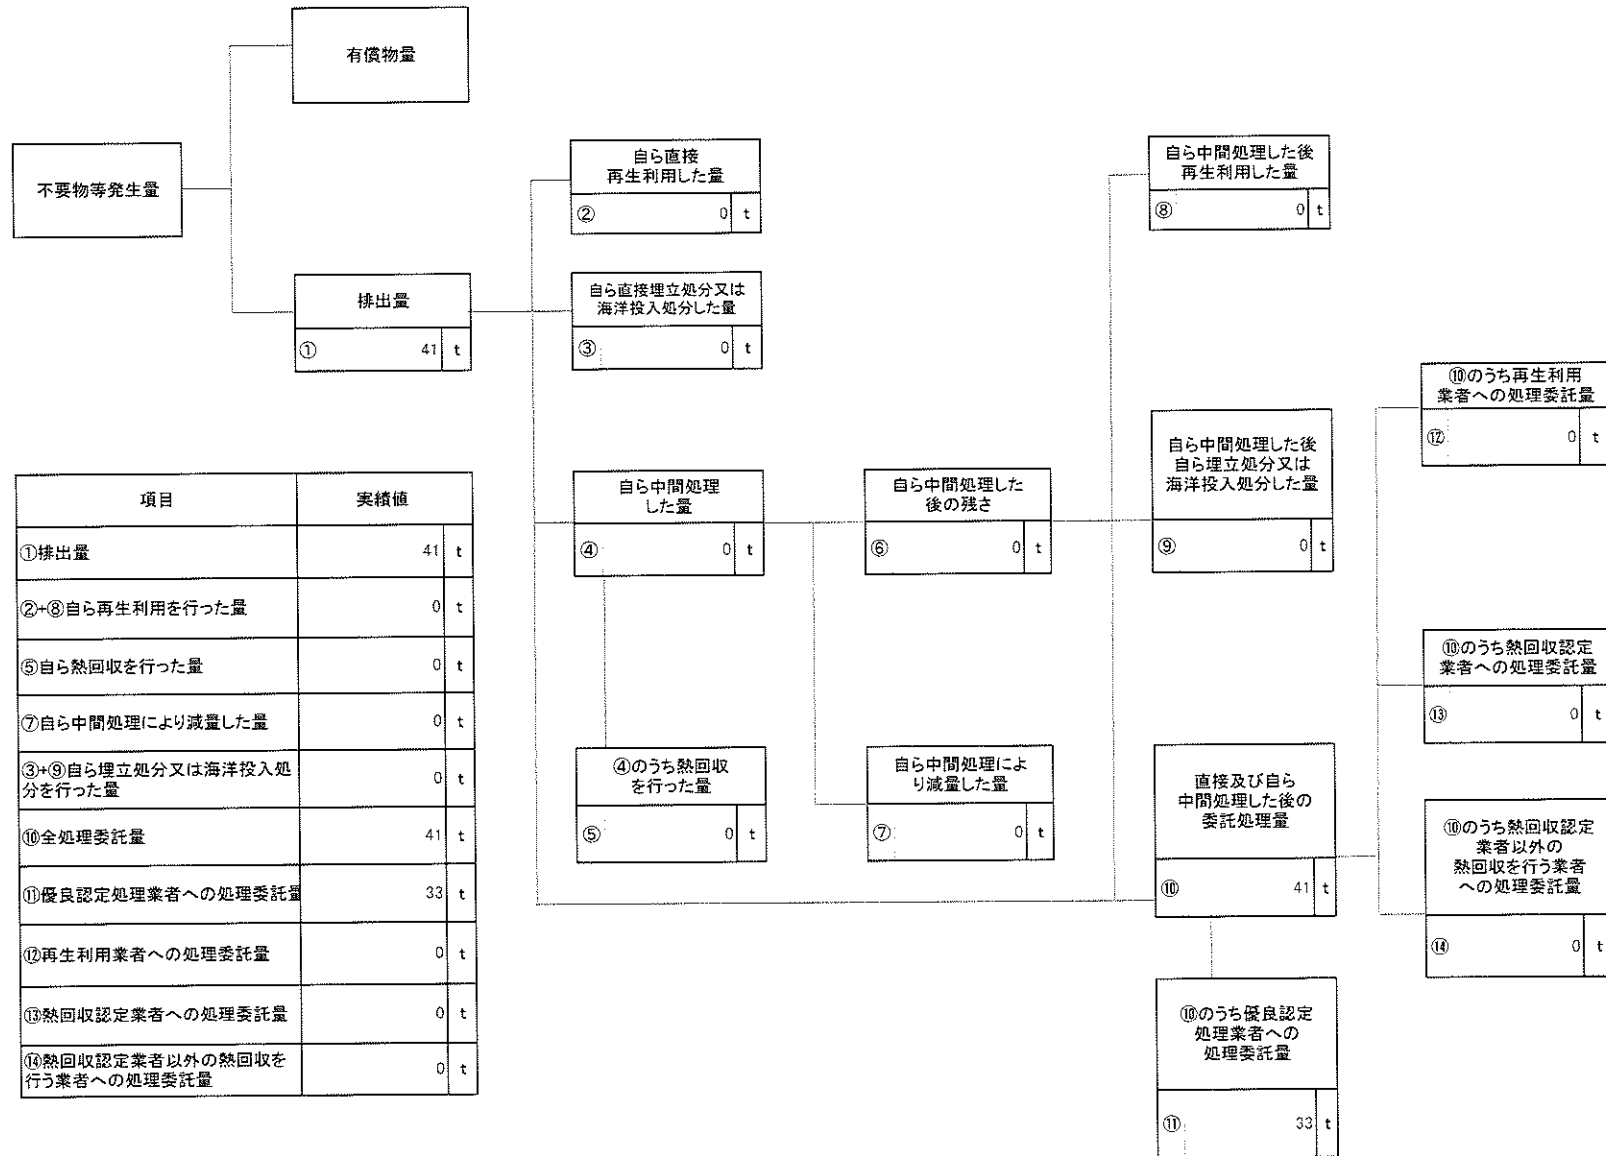 有償物量
不要物等発生量
排出量
① 41 t
自ら直接
再生利用した量
② 0 t
自ら直接埋立処分又は
海洋投入処分した量
③ 0 t
自ら中間処理
した量
④ 0 t
④のうち熱回収
を行った量
⑤ 0 t
自ら中間処理した
後の残さ
⑥ 0 t
自ら中間処理によ
り減量した量
⑦ 0 t
自ら中間処理した後
再生利用した量
⑧ 0 t
自ら中間処理した後
自ら埋立処分又は
海洋投入処分した量
⑨ 0 t
直接及び自ら
中間処理した後の
委託処理量
⑩ 41 t
⑩のうち優良認定
処理業者への
処理委託量
⑪ 33 t
⑩のうち再生利用
業者への処理委託量
⑫ 0 t
⑩のうち熱回収認定
業者への処理委託量
⑬ 0 t
⑩のうち熱回収認定
業者以外の
熱回収を行う業者
への処理委託量
⑭ 0 t
項目 実績値
①排出量 41 t
②+⑧自ら再生利用を行った量 0 t
⑤自ら熱回収を行った量 0 t
⑦自ら中間処理により減量した量 0 t
③+⑨自ら埋立処分又は海洋投入処
分を行った量 0 t
⑩全処理委託量 41 t
⑪優良認定処理業者への処理委託量 33 t
⑫再生利用業者への処理委託量 0 t
⑬熱回収認定業者への処理委託量 0 t
⑭熱回収認定業者以外の熱回収を
行う業者への処理委託量 0 t